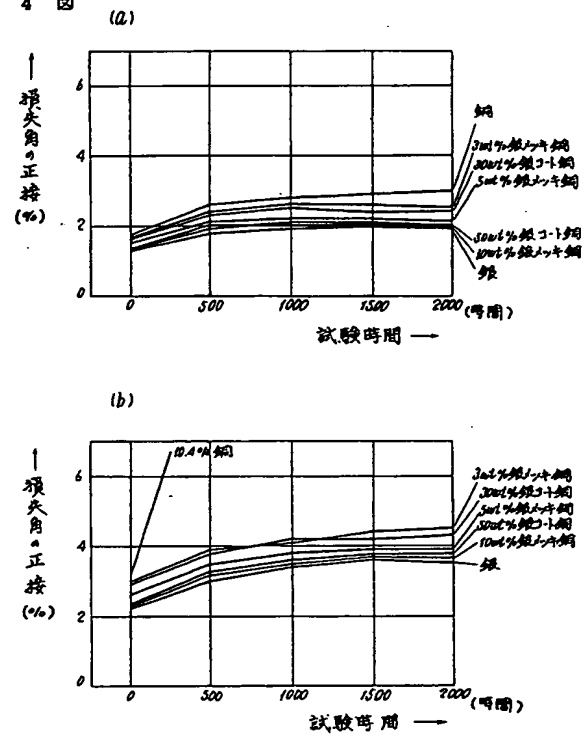 4 図
(a)
損失角の正接
(%)
6
4
2
0
銅
3wt%銀メッキ銅
30wt%銀コート銅
5wt%銀メッキ銅
50wt%銀コート銅
10wt%銀メッキ銅
銀
0 500 1000 1500 2000 (時間)
試験時間 →
(b)
損失角の正接
(%)
6
4
2
0
銅
3wt%銀メッキ銅
30wt%銀コート銅
5wt%銀メッキ銅
50wt%銀コート銅
10wt%銀メッキ銅
銀
0 500 1000 1500 2000 (時間)
試験時間 →